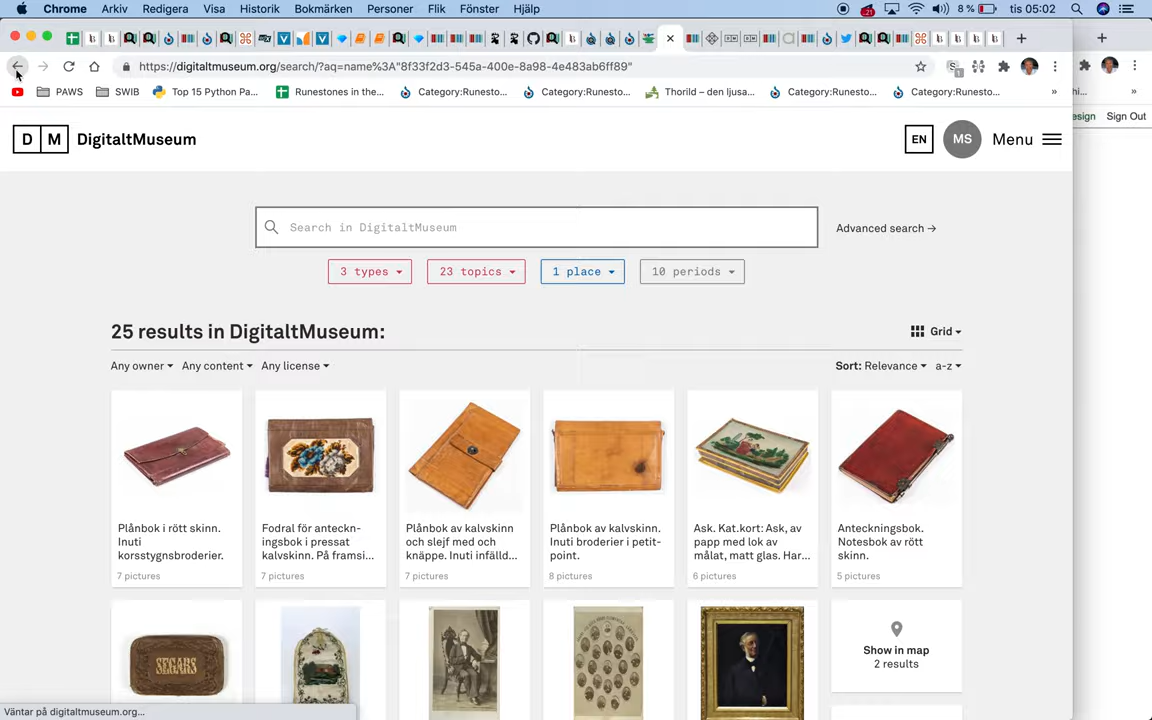 Chrome Arkiv Redigera Visa Historik Bokmärken Personer Flik Fönster Hjälp 21 8 % tis 05:02
https://digitaltmuseum.org/search/?aq=name%3A"8f33f2d3-545a-400e-8a98-4e483ab6ff89"
PAWS SWIB Top 15 Python Pa... Runestones in the... Category:Runesto... Category:Runesto... Thorild – den ljusa... Category:Runesto... Category:Runesto... » hi... »
esign Sign Out
D M DigitaltMuseum EN MS Menu
Search in DigitaltMuseum Advanced search →
3 types 23 topics 1 place 10 periods
25 results in DigitaltMuseum: Grid
Any owner Any content Any license Sort: Relevance a-z
Plånbok i rött skinn.
Inuti
korsstygnsbroderier.
7 pictures
Fodral för anteckn-
ingsbok i pressat
kalvskinn. På framsi...
7 pictures
Plånbok av kalvskinn
och slejf med och
knäppe. Inuti infälld...
7 pictures
Plånbok av kalvskinn.
Inuti broderier i petit-
point.
8 pictures
Ask. Kat.kort: Ask, av
papp med lok av
målat, matt glas. Har...
6 pictures
Anteckningsbok.
Notesbok av rött
skinn.
5 pictures
SEGARS
Show in map
2 results
Väntar på digitaltmuseum.org...